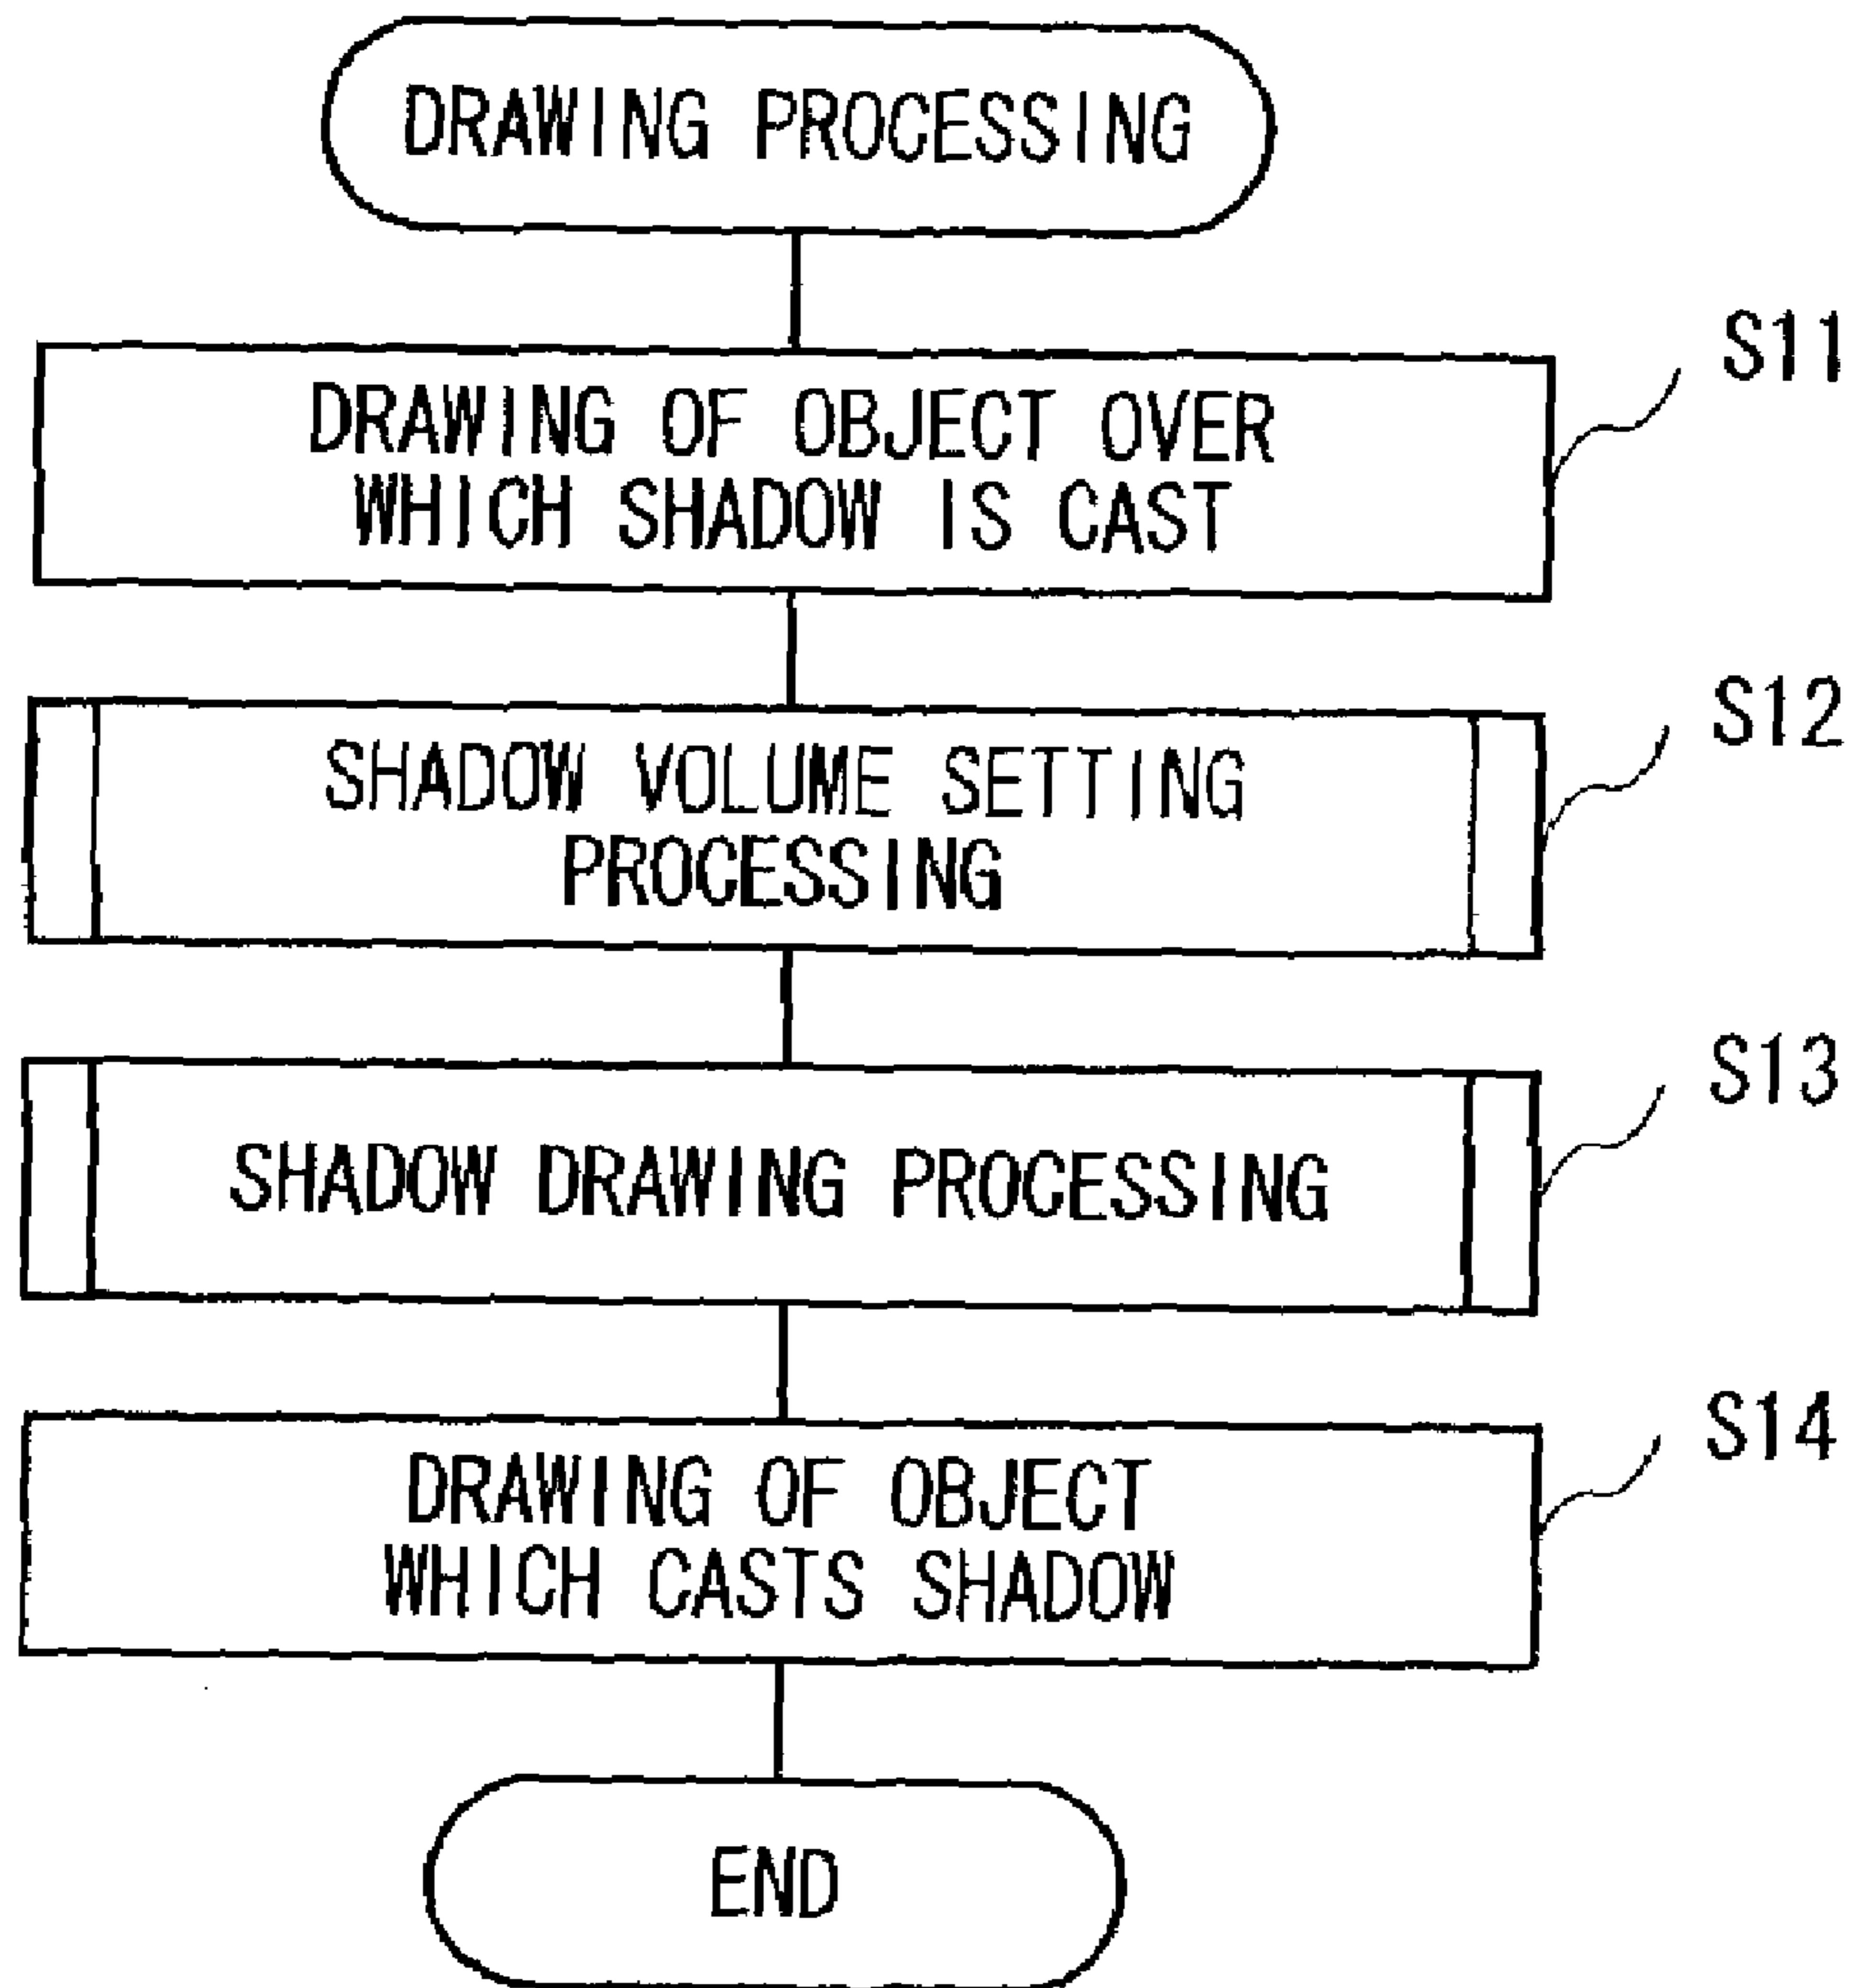 DRAWING PROCESSING
S11
DRAWING OF OBJECT OVER
WHICH SHADOW IS CAST
S12
SHADOW VOLUME SETTING
PROCESSING
S13
SHADOW DRAWING PROCESSING
S14
DRAWING OF OBJECT
WHICH CASTS SHADOW
END